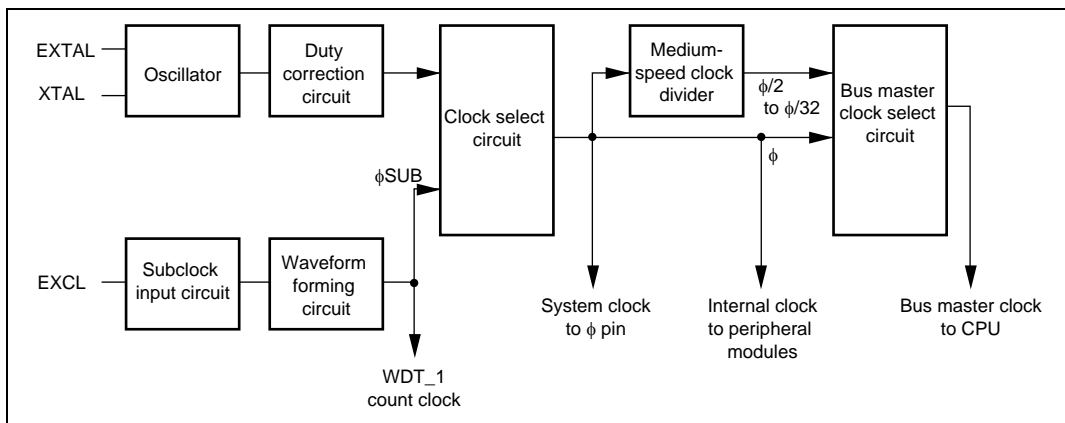 EXTAL
XTAL
Oscillator
Duty
correction
circuit
Clock select
circuit
Medium-
speed clock
divider
ϕ/2
to ϕ/32
Bus master
clock select
circuit
ϕ
ϕSUB
EXCL
Subclock
input circuit
Waveform
forming
circuit
WDT_1
count clock
System clock
to ϕ pin
Internal clock
to peripheral
modules
Bus master clock
to CPU